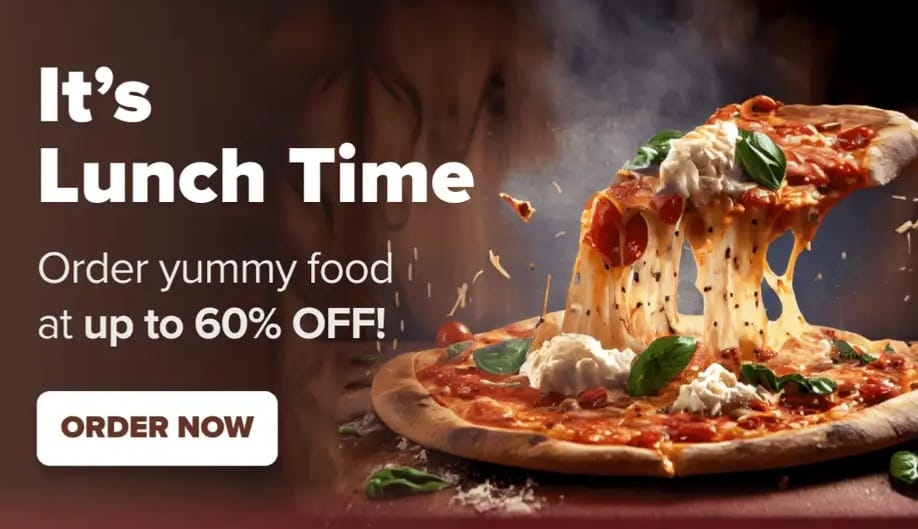 It’s
Lunch Time
Order yummy food
at up to 60% OFF!
ORDER NOW